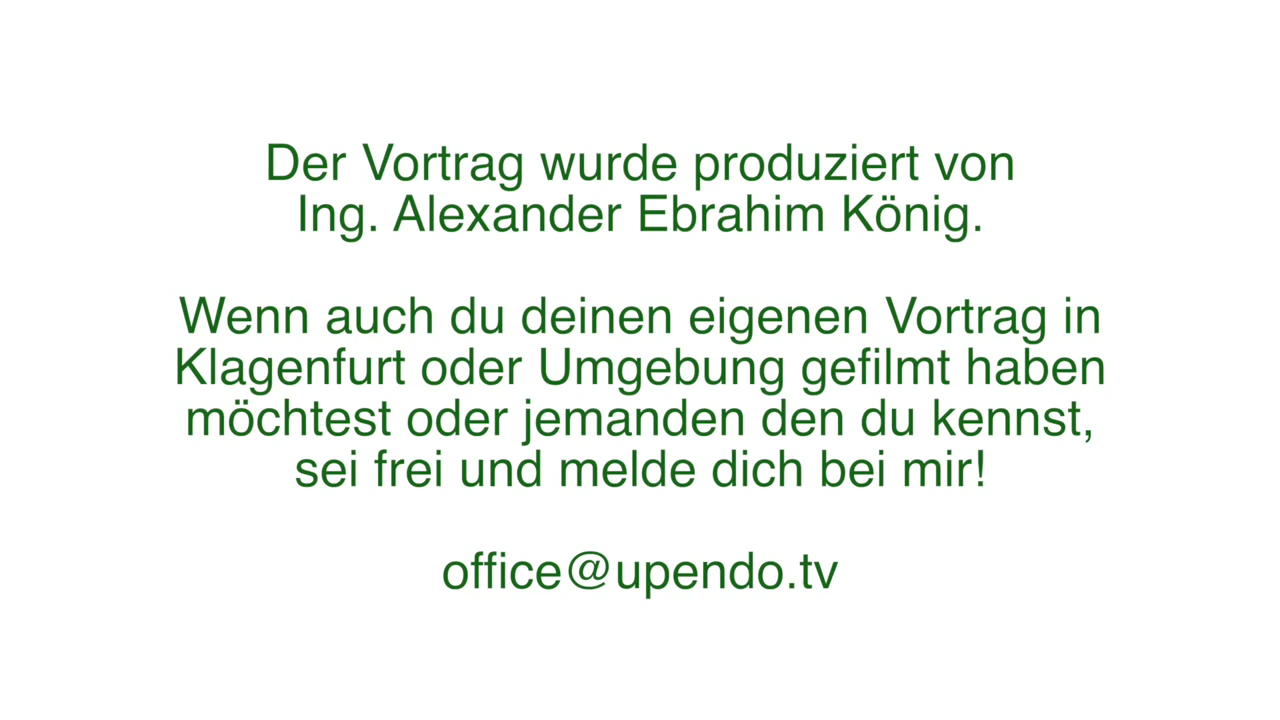 Der Vortrag wurde produziert von
Ing. Alexander Ebrahim König.
Wenn auch du deinen eigenen Vortrag in
Klagenfurt oder Umgebung gefilmt haben
möchtest oder jemanden den du kennst,
sei frei und melde dich bei mir!
office@upendo.tv